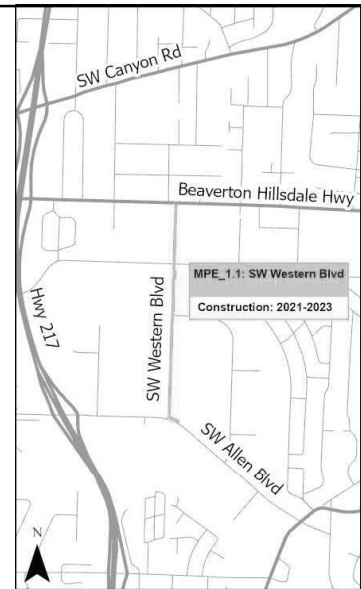 SW Canyon Rd
Beaverton Hillsdale Hwy
MPE_1.1: SW Western Blvd
Construction: 2021-2023
Hwy 217
SW Western Blvd
SW Allen Blvd
N